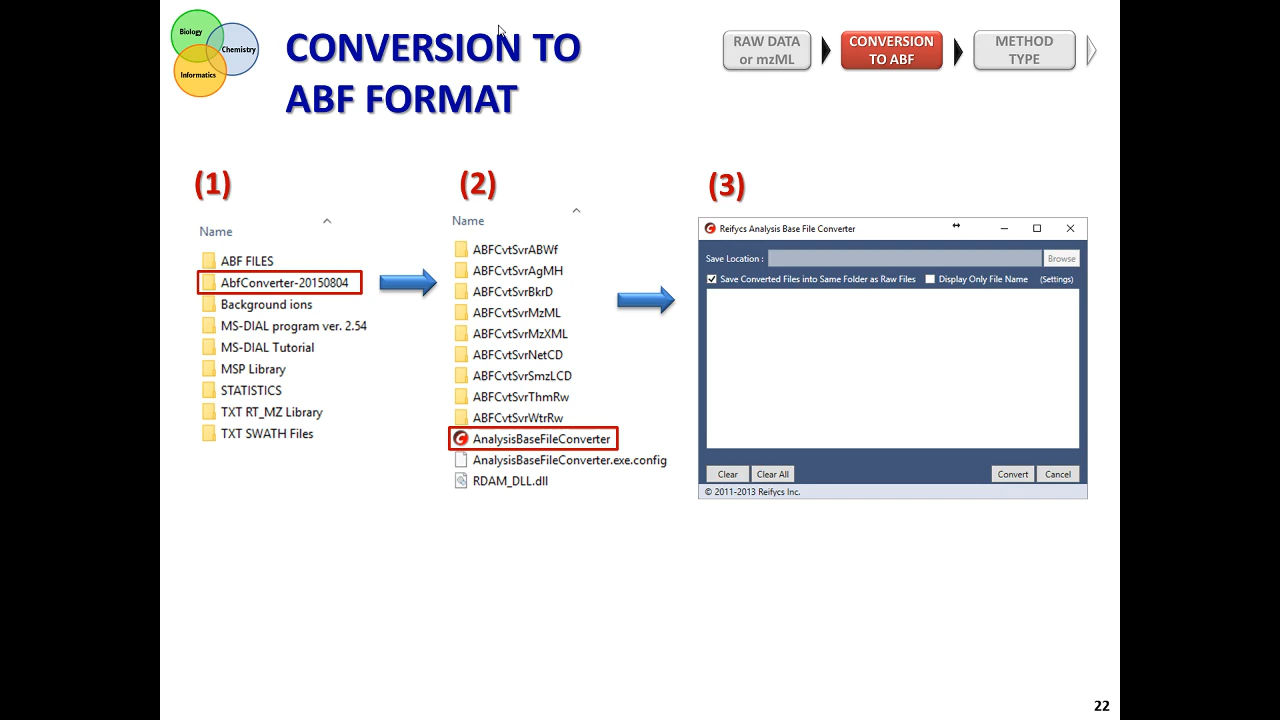 Biology
Chemistry
Informatics
CONVERSION TO
ABF FORMAT
RAW DATA
or mzML
CONVERSION
TO ABF
METHOD
TYPE
(1)
Name
ABF FILES
AbfConverter-20150804
Background ions
MS-DIAL program ver. 2.54
MS-DIAL Tutorial
MSP Library
STATISTICS
TXT RT_MZ Library
TXT SWATH Files
(2)
Name
ABFCvtSvrABWf
ABFCvtSvrAgMH
ABFCvtSvrBkrD
ABFCvtSvrMzML
ABFCvtSvrMzXML
ABFCvtSvrNetCD
ABFCvtSvrSmzLCD
ABFCvtSvrThmRw
ABFCvtSvrWtrRw
AnalysisBaseFileConverter
AnalysisBaseFileConverter.exe.config
RDAM_DLL.dll
(3)
Reifycs Analysis Base File Converter
Save Location : Browse
Save Converted Files into Same Folder as Raw Files Display Only File Name (Settings)
Clear Clear All Convert Cancel
© 2011-2013 Reifycs Inc.
22